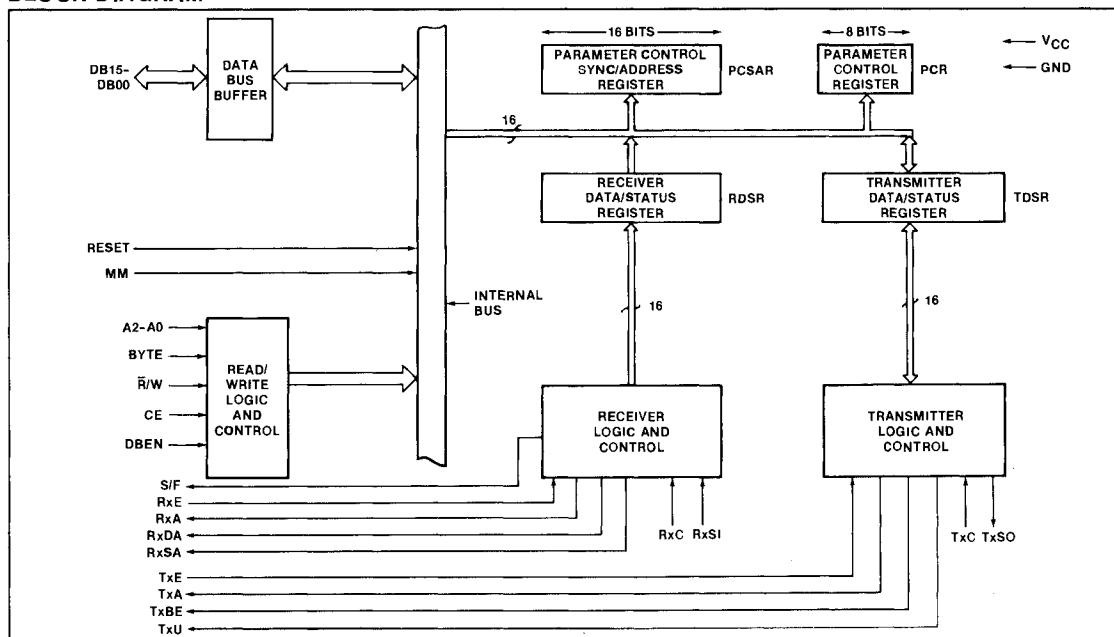 16 BITS
8 BITS
DB15-
DB00
DATA
BUS
BUFFER
PARAMETER CONTROL
SYNC/ADDRESS
REGISTER
PCSAR
PARAMETER
CONTROL
REGISTER
PCR
VCC
GND
16
RECEIVER
DATA/STATUS
REGISTER
RDSR
TRANSMITTER
DATA/STATUS
REGISTER
TDSR
RESET
MM
INTERNAL
BUS
16
16
A2-A0
BYTE
R̅/W
CE
DBEN
READ/
WRITE
LOGIC
AND
CONTROL
RECEIVER
LOGIC AND
CONTROL
TRANSMITTER
LOGIC AND
CONTROL
S/F
RxE
RxA
RxDA
RxSA
RxC RxSI
TxC TxSO
TxE
TxA
TxBE
TxU